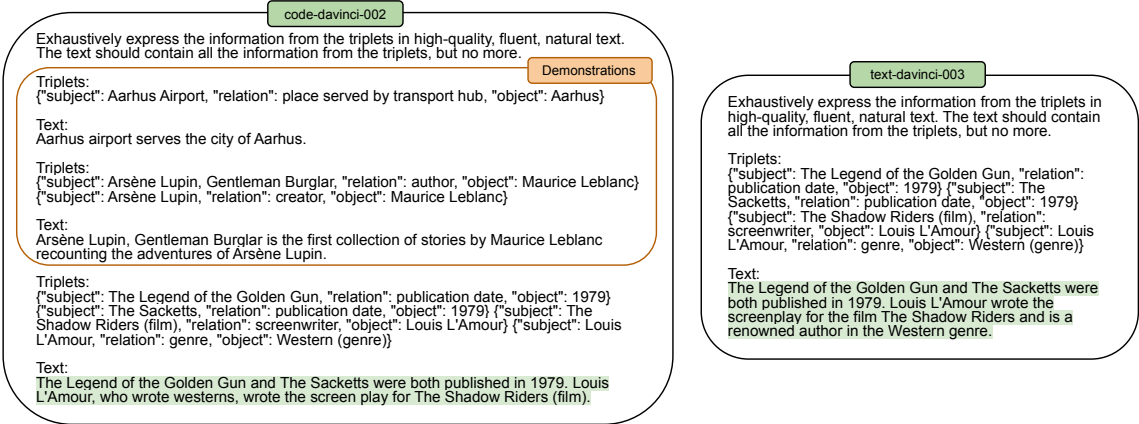 code-davinci-002
Exhaustively express the information from the triplets in high-quality, fluent, natural text.
The text should contain all the information from the triplets, but no more.
Demonstrations
Triplets:
{"subject": Aarhus Airport, "relation": place served by transport hub, "object": Aarhus}
Text:
Aarhus airport serves the city of Aarhus.
Triplets:
{"subject": Arsène Lupin, Gentleman Burglar, "relation": author, "object": Maurice Leblanc}
{"subject": Arsène Lupin, "relation": creator, "object": Maurice Leblanc}
Text:
Arsène Lupin, Gentleman Burglar is the first collection of stories by Maurice Leblanc
recounting the adventures of Arsène Lupin.
Triplets:
{"subject": The Legend of the Golden Gun, "relation": publication date, "object": 1979}
{"subject": The Sacketts, "relation": publication date, "object": 1979} {"subject": The
Shadow Riders (film), "relation": screenwriter, "object": Louis L'Amour} {"subject": Louis
L'Amour, "relation": genre, "object": Western (genre)}
Text:
The Legend of the Golden Gun and The Sacketts were both published in 1979. Louis
L'Amour, who wrote westerns, wrote the screen play for The Shadow Riders (film).
text-davinci-003
Exhaustively express the information from the triplets in
high-quality, fluent, natural text. The text should contain
all the information from the triplets, but no more.
Triplets:
{"subject": The Legend of the Golden Gun, "relation":
publication date, "object": 1979} {"subject": The
Sacketts, "relation": publication date, "object": 1979}
{"subject": The Shadow Riders (film), "relation":
screenwriter, "object": Louis L'Amour} {"subject": Louis
L'Amour, "relation": genre, "object": Western (genre)}
Text:
The Legend of the Golden Gun and The Sacketts were
both published in 1979. Louis L'Amour wrote the
screenplay for the film The Shadow Riders and is a
renowned author in the Western genre.